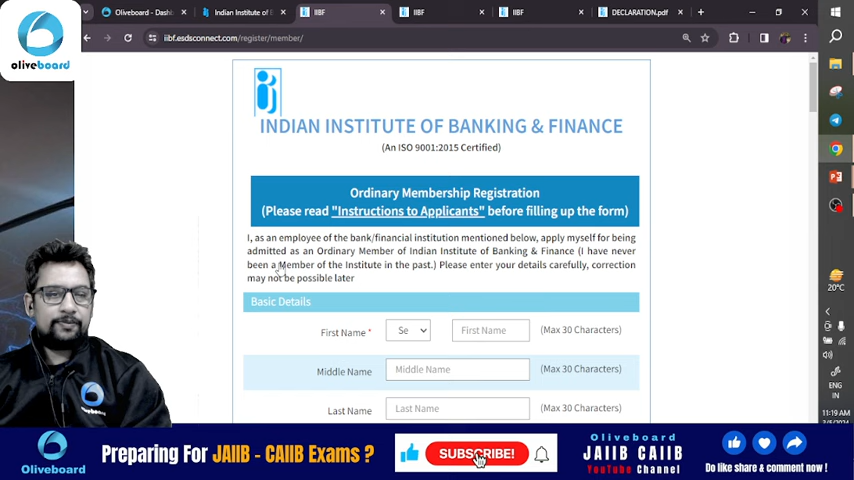 oliveboard
Oliveboard - Dashb
Indian Institute of
IIBF
IIBF
IIBF
DECLARATION.pdf
iibf.esdsconnect.com/register/member/
INDIAN INSTITUTE OF BANKING & FINANCE
(An ISO 9001:2015 Certified)
Ordinary Membership Registration
(Please read "Instructions to Applicants" before filling up the form)
I, as an employee of the bank/financial institution mentioned below, apply myself for being
admitted as an Ordinary Member of Indian Institute of Banking & Finance (I have never
been a Member of the Institute in the past.) Please enter your details carefully, correction
may not be possible later
Basic Details
First Name * Se First Name (Max 30 Characters)
Middle Name Middle Name (Max 30 Characters)
Last Name Last Name (Max 30 Characters)
oliveboard
20°C
ENG
IN
11:19 AM
3/5/2024
Oliveboard
Preparing For JAIIB - CAIIB Exams ?
SUBSCRIBE!
Oliveboard
JAIIB CAIIB
YouTube Channel
Do like share & comment now !